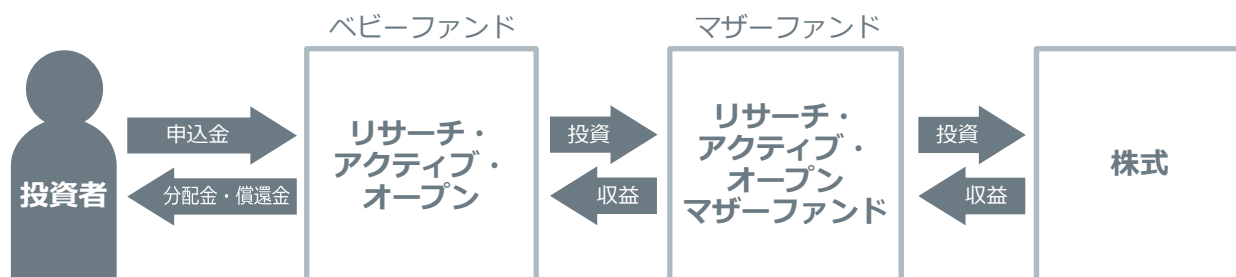 ベビーファンド
マザーファンド
投資者
申込金
分配金・償還金
リサーチ・
アクティブ・
オープン
投資
収益
リサーチ・
アクティブ・
オープン
マザーファンド
投資
収益
株式